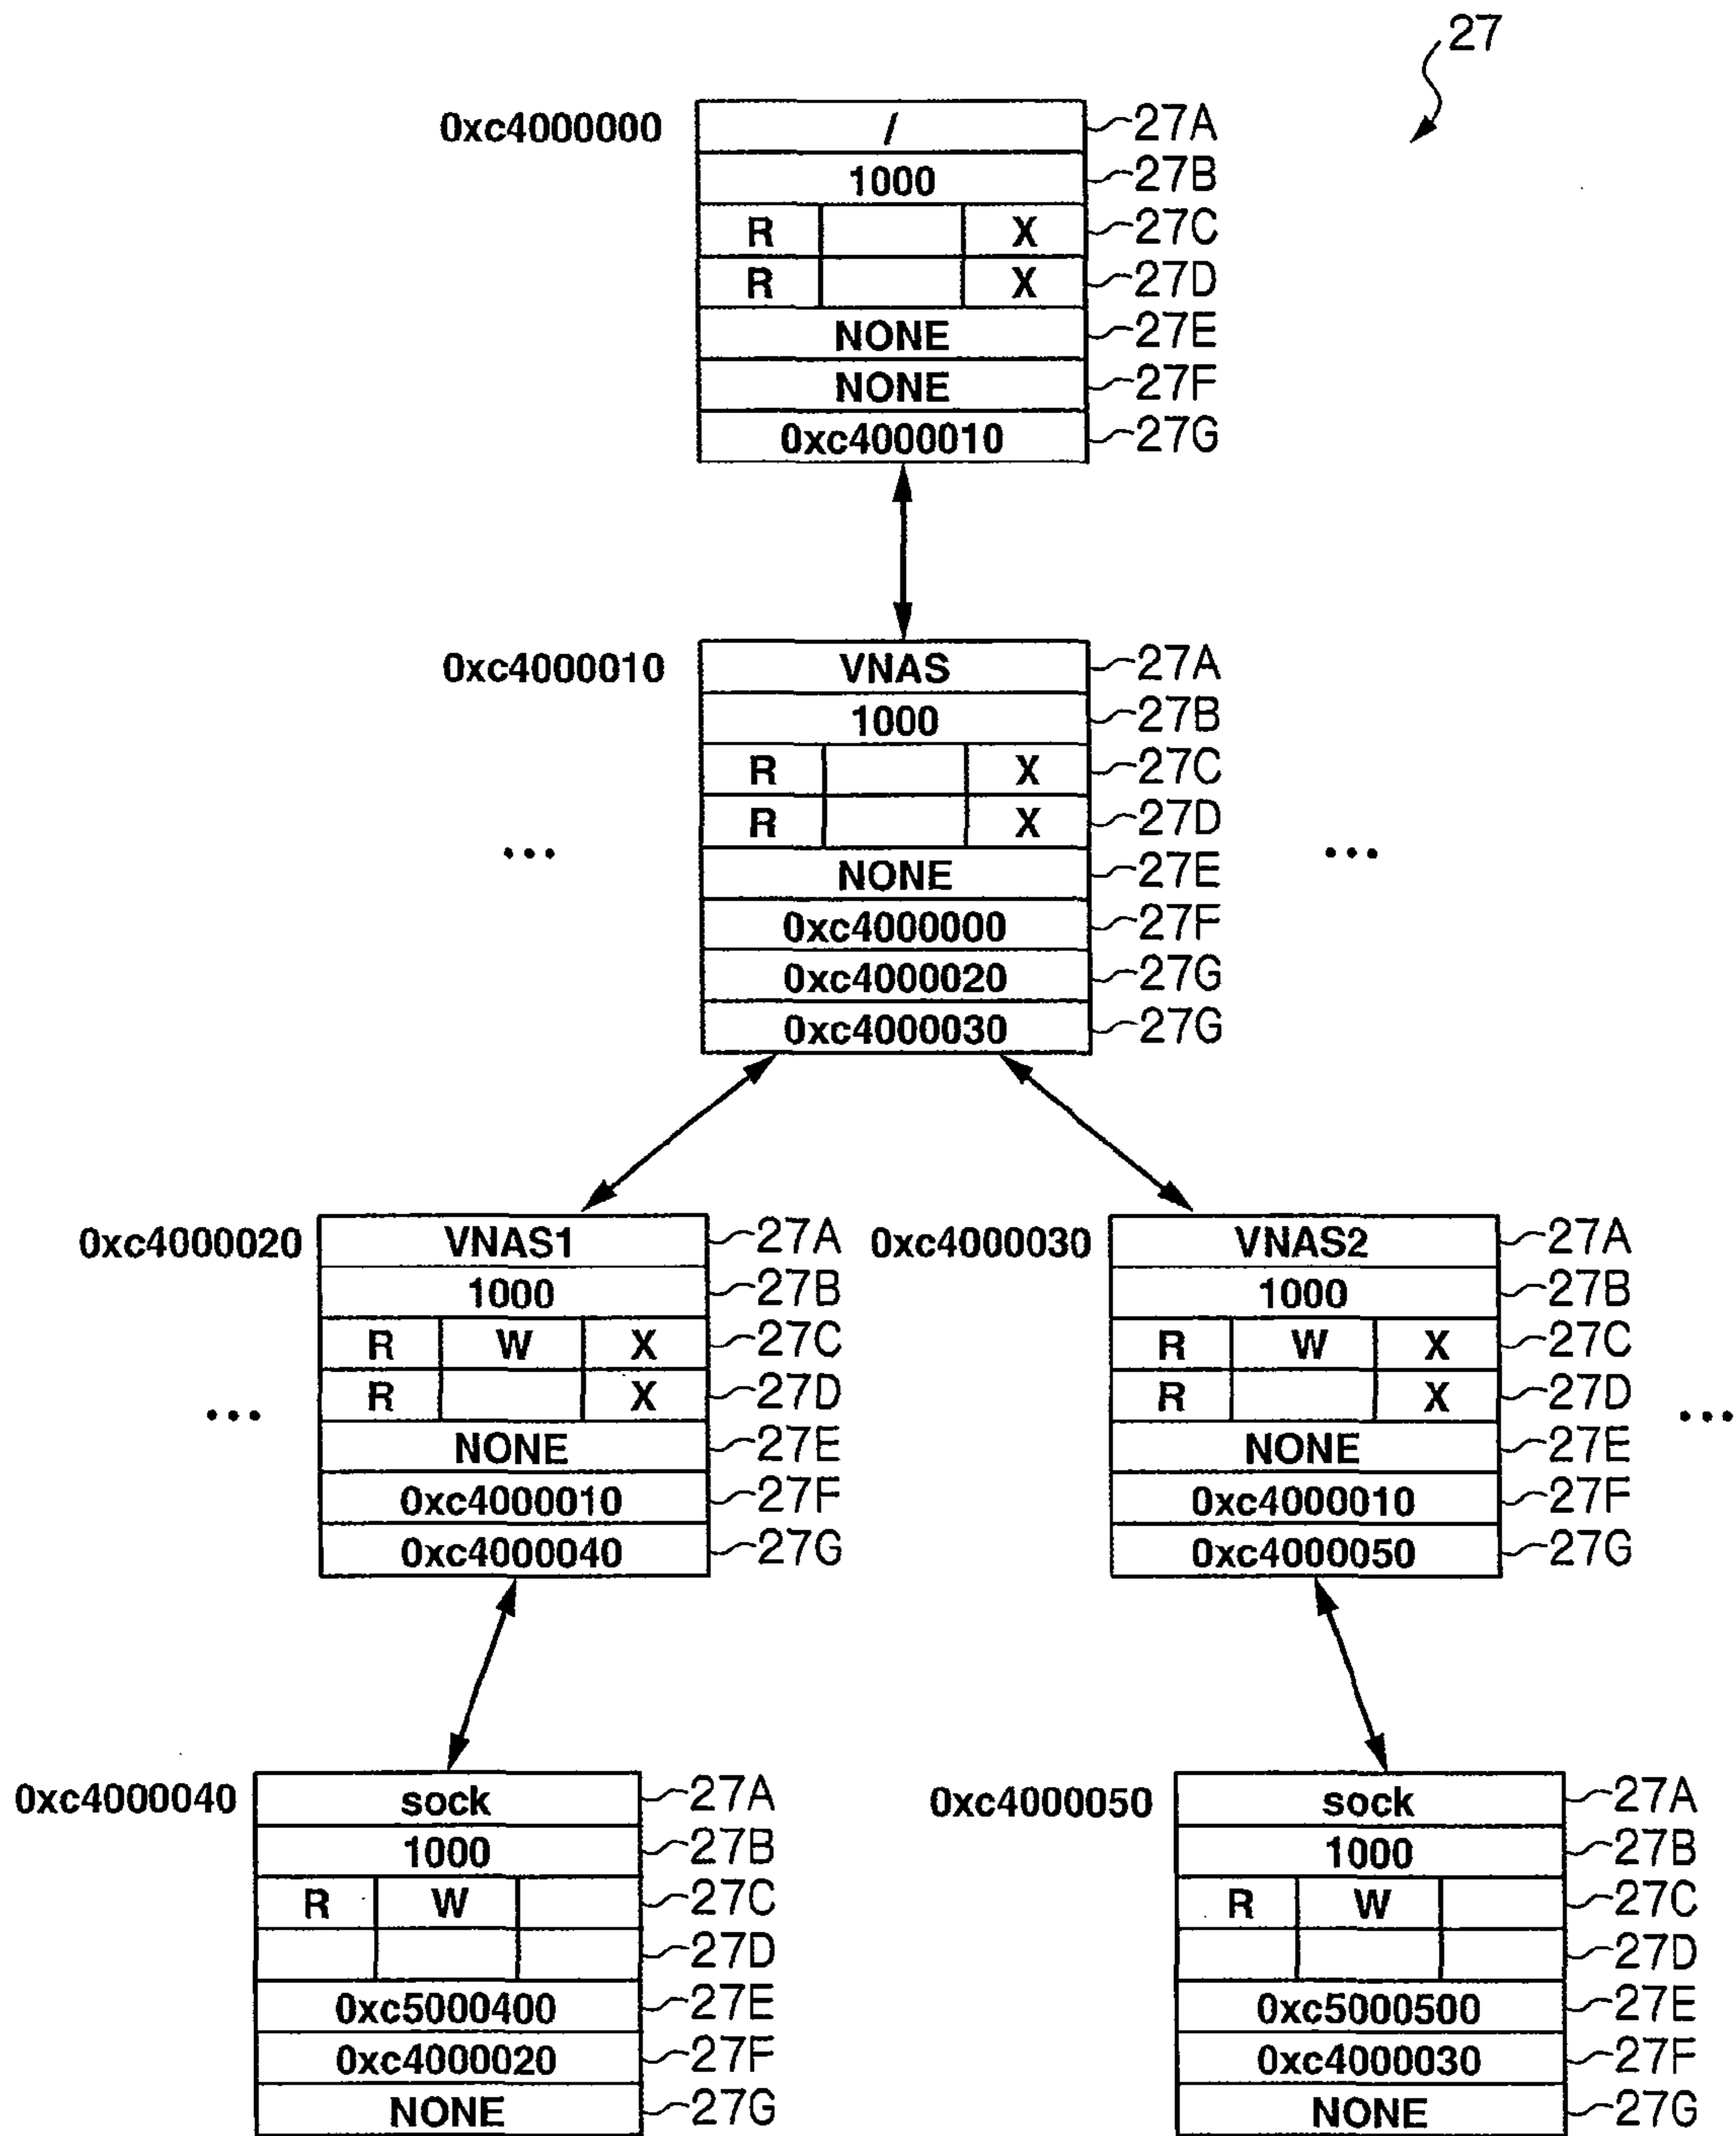 27
0xc4000000 / 27A
1000 27B
R X 27C
R X 27D
NONE 27E
NONE 27F
0xc4000010 27G
0xc4000010 VNAS 27A
1000 27B
R X 27C
R X 27D
... NONE 27E ...
0xc4000000 27F
0xc4000020 27G
0xc4000030 27G
0xc4000020 VNAS1 27A 0xc4000030 VNAS2 27A
1000 27B 1000 27B
R W X 27C R W X 27C
... R X 27D R X 27D ...
NONE 27E NONE 27E
0xc4000010 27F 0xc4000010 27F
0xc4000040 27G 0xc4000050 27G
0xc4000040 sock 27A 0xc4000050 sock 27A
1000 27B 1000 27B
R W 27C R W 27C
27D 27D
0xc5000400 27E 0xc5000500 27E
0xc4000020 27F 0xc4000030 27F
NONE 27G NONE 27G